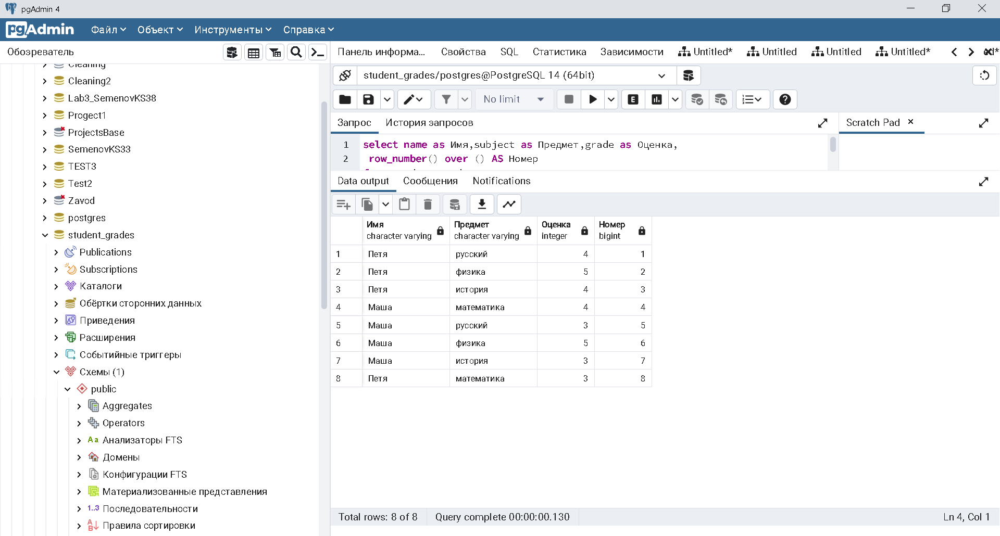 pgAdmin 4
pgAdmin Файл Объект Инструменты Справка
Обозреватель
Cleaning
Cleaning2
Lab3_SemenovKS38
Progect1
ProjectsBase
SemenovKS33
TEST3
Test2
Zavod
postgres
student_grades
Publications
Subscriptions
Каталоги
Обёртки сторонних данных
Приведения
Расширения
Событийные триггеры
Схемы (1)
public
Aggregates
Operators
Aa Анализаторы FTS
Домены
Конфигурации FTS
Материализованные представления
1..3 Последовательности
Правила сортировки
Панель информа... Свойства SQL Статистика Зависимости Untitled* Untitled Untitled Untitled*
student_grades/postgres@PostgreSQL 14 (64bit)
No limit
Запрос История запросов Scratch Pad
1 select name as Имя,subject as Предмет,grade as Оценка,
2 row_number() over () AS Номер
Data output Сообщения Notifications
Имя Предмет Оценка Номер
character varying character varying integer bigint
1 Петя русский 4 1
2 Петя физика 5 2
3 Петя история 4 3
4 Маша математика 4 4
5 Маша русский 3 5
6 Маша физика 5 6
7 Маша история 3 7
8 Петя математика 3 8
Total rows: 8 of 8 Query complete 00:00:00.130 Ln 4, Col 1